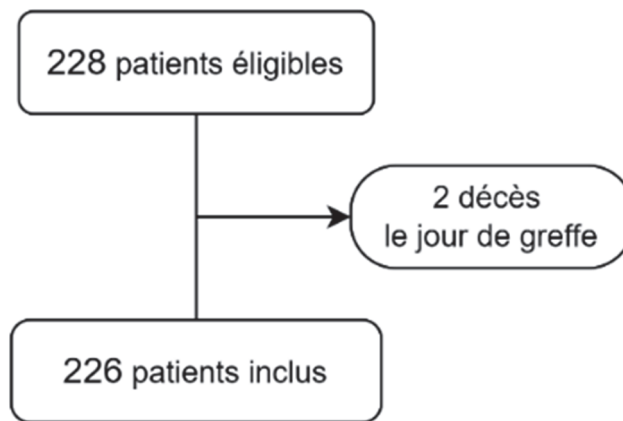 228 patients éligibles
2 décès
le jour de greffe
226 patients inclus